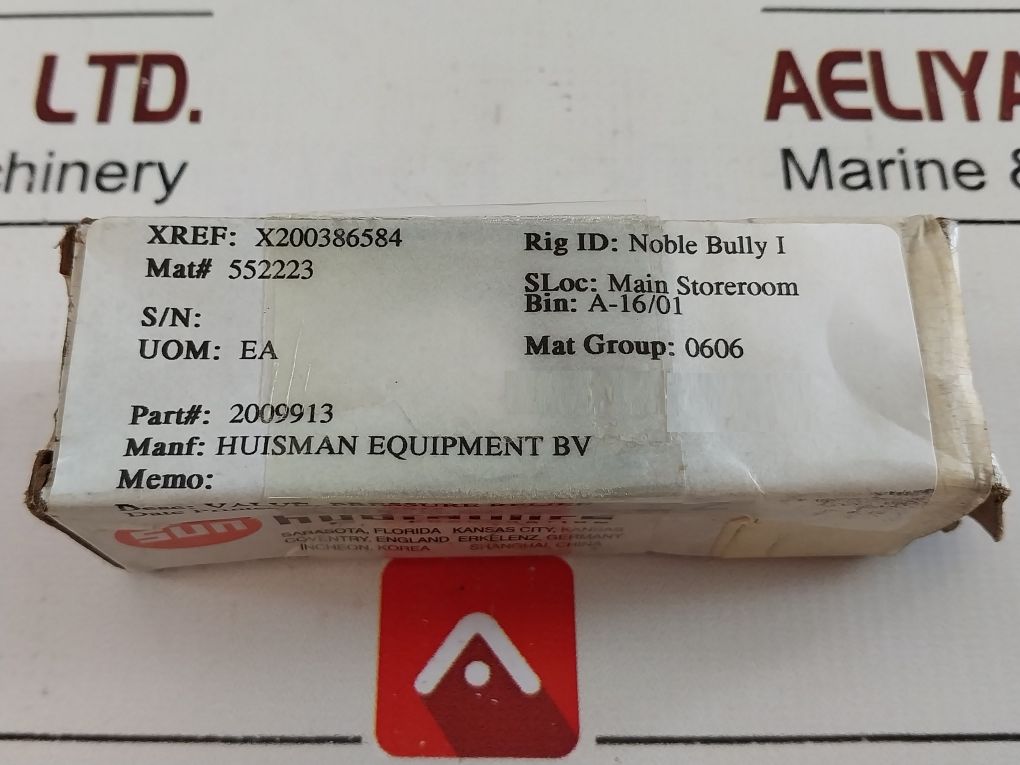 LTD.
AELIYA
chinery
Marine &
XREF: X200386584
Mat# 552223
S/N:
UOM: EA
Part#: 2009913
Manf: HUISMAN EQUIPMENT BV
Memo:
Rig ID: Noble Bully I
SLoc: Main Storeroom
Bin: A-16/01
Mat Group: 0606
sun
SARASOTA, FLORIDA KANSAS CITY, KANSAS
COVENTRY, ENGLAND ERKELENZ, GERMANY
INCHEON, KOREA SHANGHAI, CHINA